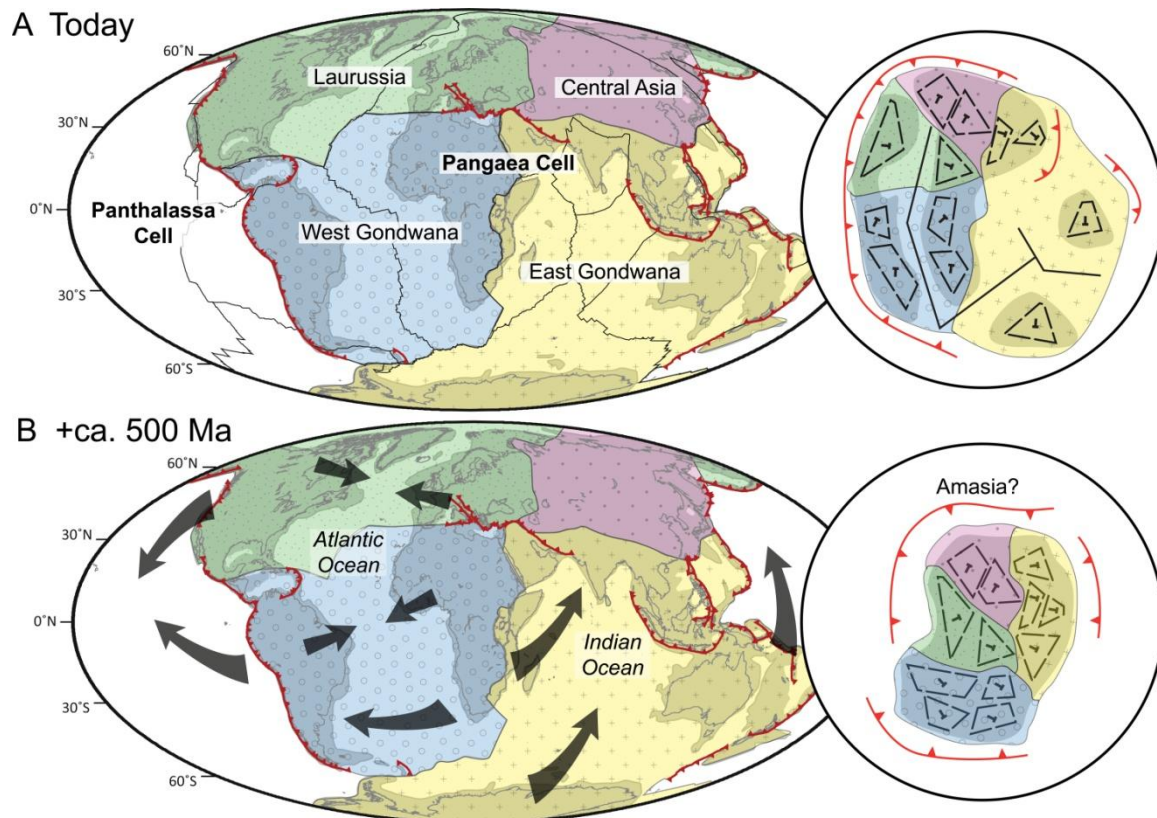 A Today
60°N
30°N
0°N
30°S
60°S
Laurussia
Central Asia
Pangaea Cell
Panthalassa
Cell
West Gondwana
East Gondwana
B +ca. 500 Ma
60°N
30°N
0°N
30°S
60°S
Atlantic
Ocean
Indian
Ocean
Amasia?